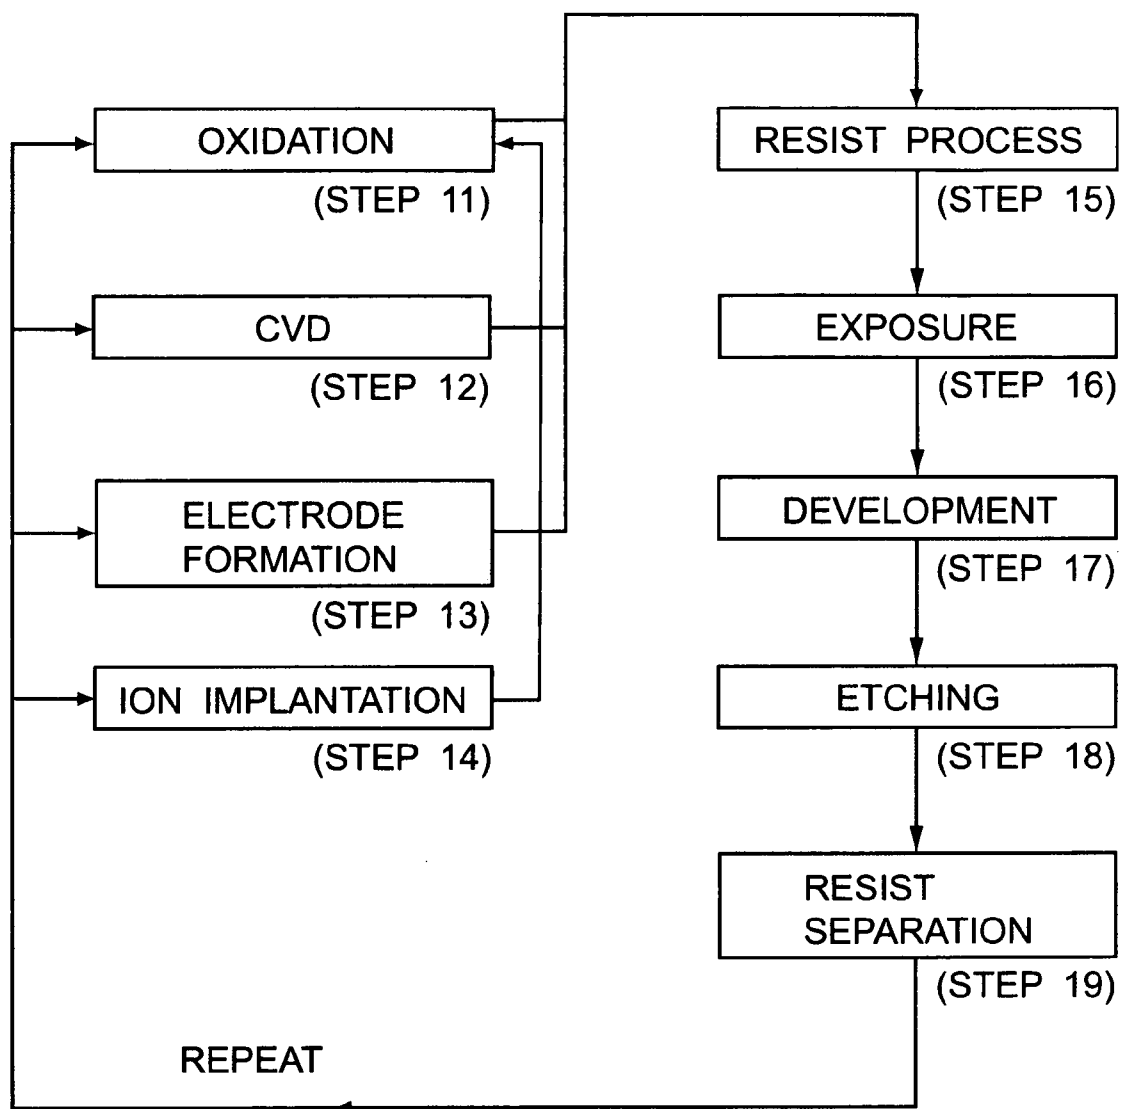 OXIDATION
(STEP 11)
CVD
(STEP 12)
ELECTRODE
FORMATION
(STEP 13)
ION IMPLANTATION
(STEP 14)
RESIST PROCESS
(STEP 15)
EXPOSURE
(STEP 16)
DEVELOPMENT
(STEP 17)
ETCHING
(STEP 18)
RESIST
SEPARATION
(STEP 19)
REPEAT